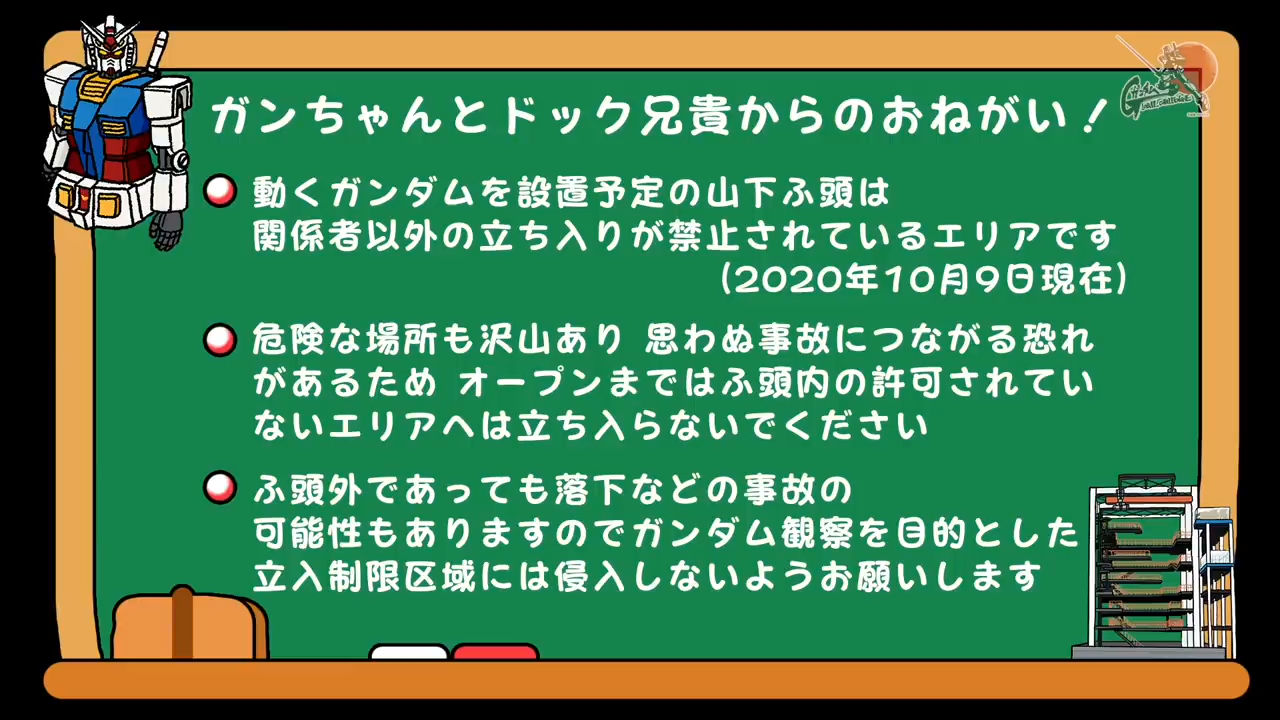 ガンちゃんとドック兄貴からのおねがい！
動くガンダムを設置予定の山下ふ頭は
関係者以外の立ち入りが禁止されているエリアです
(2020年10月9日現在)
危険な場所も沢山あり 思わぬ事故につながる恐れ
があるため オープンまではふ頭内の許可されてい
ないエリアへは立ち入らないでください
ふ頭外であっても落下などの事故の
可能性もありますのでガンダム観察を目的とした
立入制限区域には侵入しないようお願いします